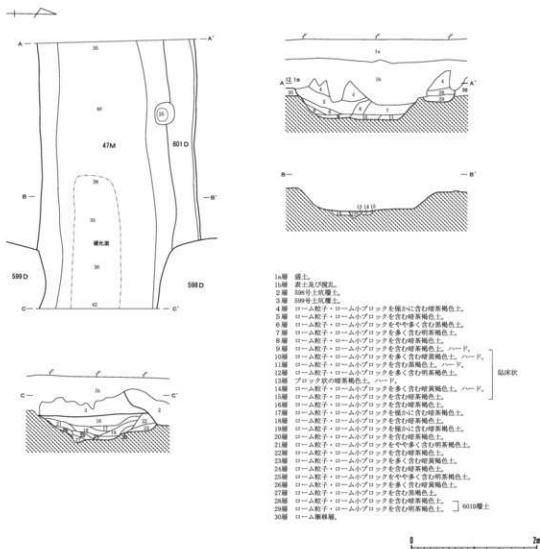 A
A'
47M
601D
B
B'
硬化面
599D
598D
C
C'
1a
1b
A 12.1m
A'
B
B'
C
C'
1a層 盛土。
1b層 表土及び攪乱。
2層 598号土坑覆土。
3層 599号土坑覆土。
4層 ローム粒子・ローム小ブロックを僅かに含む暗茶褐色土。
5層 ローム粒子・ローム小ブロックを含む暗茶褐色土。
6層 ローム粒子・ローム小ブロックをやや多く含む黒褐色土。
7層 ローム粒子・ローム小ブロックを多く含む明茶褐色土。
8層 ローム粒子・ローム小ブロックを含む暗茶褐色土。
9層 ローム粒子・ローム小ブロックを含む暗茶褐色土。ハード。
10層 ローム粒子・ローム小ブロックを多く含む暗黄褐色土。ハード。
11層 ローム粒子・ローム小ブロックを含む黒褐色土。ハード。
12層 ローム粒子・ローム小ブロックを多く含む明茶褐色土。
13層 ブロック状の暗茶褐色土。ハード。
14層 ローム粒子・ローム小ブロックを含む暗黄褐色土。ハード。
15層 ローム粒子・ローム小ブロックを含む暗茶褐色土。
貼床状
16層 ローム粒子・ローム小ブロックを含む暗茶褐色土。
17層 ローム粒子・ローム小ブロックを僅かに含む暗茶褐色土。
18層 ローム粒子・ローム小ブロックを含む暗茶褐色土。
19層 ローム粒子・ローム小ブロックを僅かに含む暗茶褐色土。
20層 ローム粒子・ローム小ブロックを含む暗茶褐色土。
21層 ローム粒子・ローム小ブロックをやや多く含む明茶褐色土。
22層 ローム粒子・ローム小ブロックを含む暗茶褐色土。
23層 ローム粒子・ローム小ブロックを多く含む暗黄褐色土。
24層 ローム粒子・ローム小ブロックを含む暗茶褐色土。
25層 ローム粒子・ローム小ブロックをやや多く含む明茶褐色土。
26層 ローム粒子・ローム小ブロックを多く含む暗黄褐色土。
27層 ローム粒子・ローム小ブロックを含む黒褐色土。
28層 ローム粒子・ローム小ブロックを含む暗茶褐色土。
29層 ローム粒子・ローム小ブロックを多く含む明茶褐色土。
601D覆土
30層 ローム漸移層。
0 2m